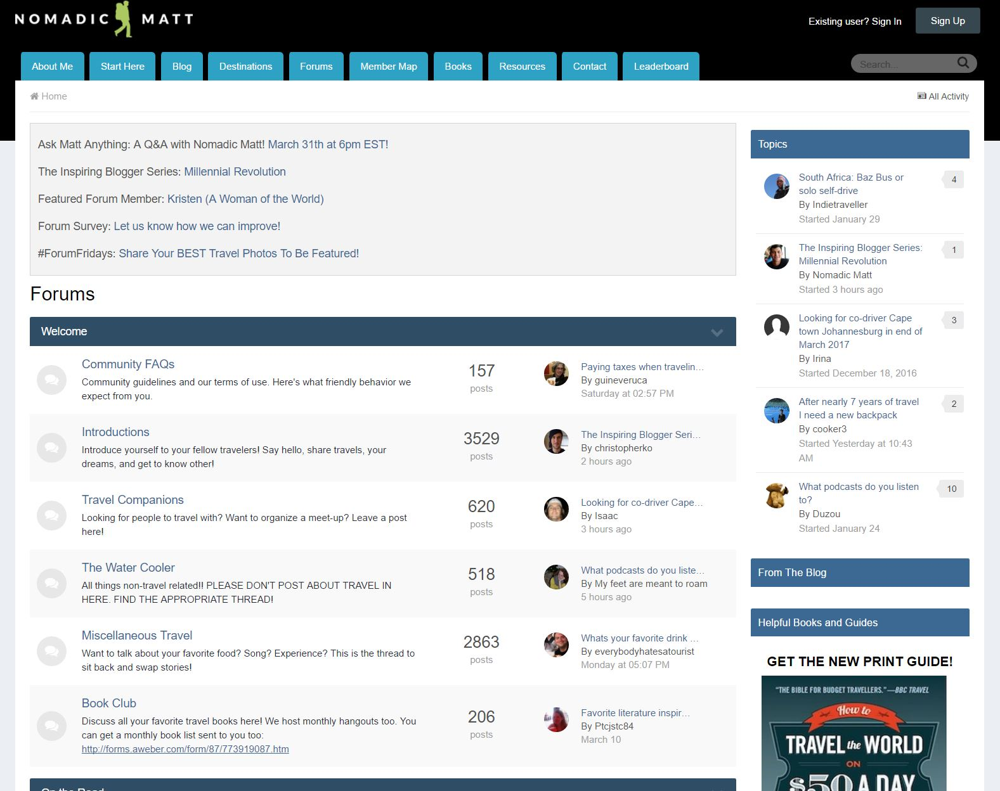 NOMADIC MATT
Existing user? Sign In
Sign Up
About Me
Start Here
Blog
Destinations
Forums
Member Map
Books
Resources
Contact
Leaderboard
Search...
Home
All Activity
Ask Matt Anything: A Q&A with Nomadic Matt! March 31th at 6pm EST!
The Inspiring Blogger Series: Millennial Revolution
Featured Forum Member: Kristen (A Woman of the World)
Forum Survey: Let us know how we can improve!
#ForumFridays: Share Your BEST Travel Photos To Be Featured!
Forums
Welcome
Community FAQs
Community guidelines and our terms of use. Here's what friendly behavior we
expect from you.
157
posts
Paying taxes when travelin…
By guineveruca
Saturday at 02:57 PM
Introductions
Introduce yourself to your fellow travelers! Say hello, share travels, your
dreams, and get to know other!
3529
posts
The Inspiring Blogger Seri…
By christopherko
2 hours ago
Travel Companions
Looking for people to travel with? Want to organize a meet-up? Leave a post
here!
620
posts
Looking for co-driver Cape…
By Isaac
3 hours ago
The Water Cooler
All things non-travel related!! PLEASE DON'T POST ABOUT TRAVEL IN
HERE. FIND THE APPROPRIATE THREAD!
518
posts
What podcasts do you liste…
By My feet are meant to roam
5 hours ago
Miscellaneous Travel
Want to talk about your favorite food? Song? Experience? This is the thread to
sit back and swap stories!
2863
posts
Whats your favorite drink …
By everybodyhatesatourist
Monday at 05:07 PM
Book Club
Discuss all your favorite travel books here! We host monthly hangouts too. You
can get a monthly book list sent to you too:
http://forms.aweber.com/form/87/773919087.htm
206
posts
Favorite literature inspir…
By Ptcjstc84
March 10
On the Road
Topics
South Africa: Baz Bus or
solo self-drive
By Indietraveller
Started January 29
4
The Inspiring Blogger Series:
Millennial Revolution
By Nomadic Matt
Started 3 hours ago
1
Looking for co-driver Cape
town Johannesburg in end of
March 2017
By Irina
Started December 18, 2016
3
After nearly 7 years of travel
I need a new backpack
By cooker3
Started Yesterday at 10:43
AM
2
What podcasts do you listen
to?
By Duzou
Started January 24
10
From The Blog
Helpful Books and Guides
GET THE NEW PRINT GUIDE!
"THE BIBLE FOR BUDGET TRAVELLERS."—BBC TRAVEL
How to
TRAVEL the WORLD
ON
$50 A DAY